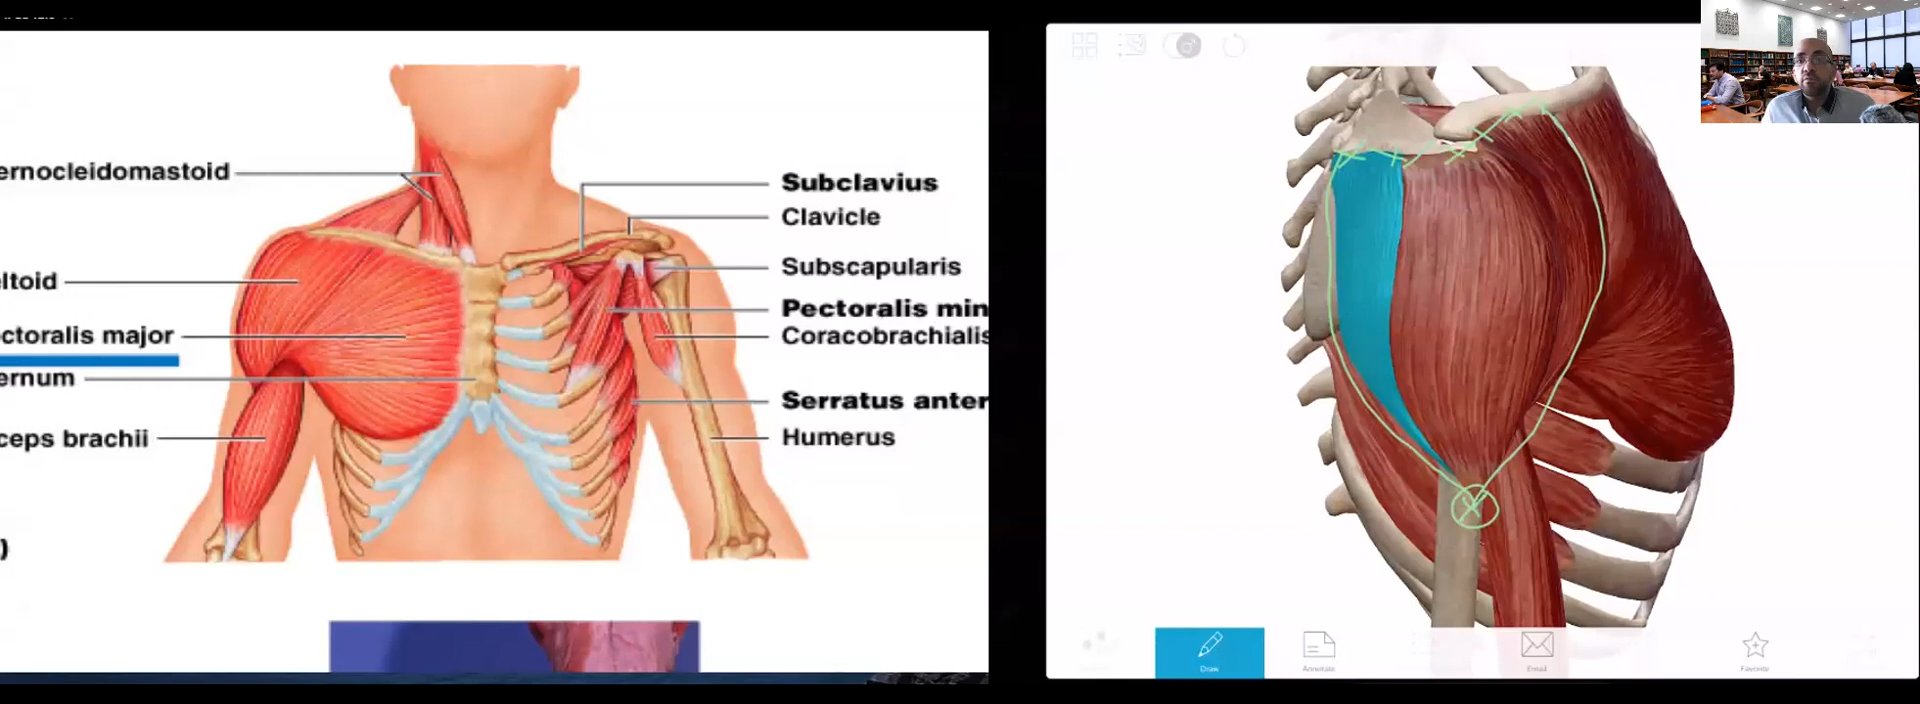 ernocleidomastoid
eltoid
ctoralis major
ernum
ceps brachii
)
Subclavius
Clavicle
Subscapularis
Pectoralis min
Coracobrachialis
Serratus anter
Humerus
Draw
Annotate
Email
Favorite